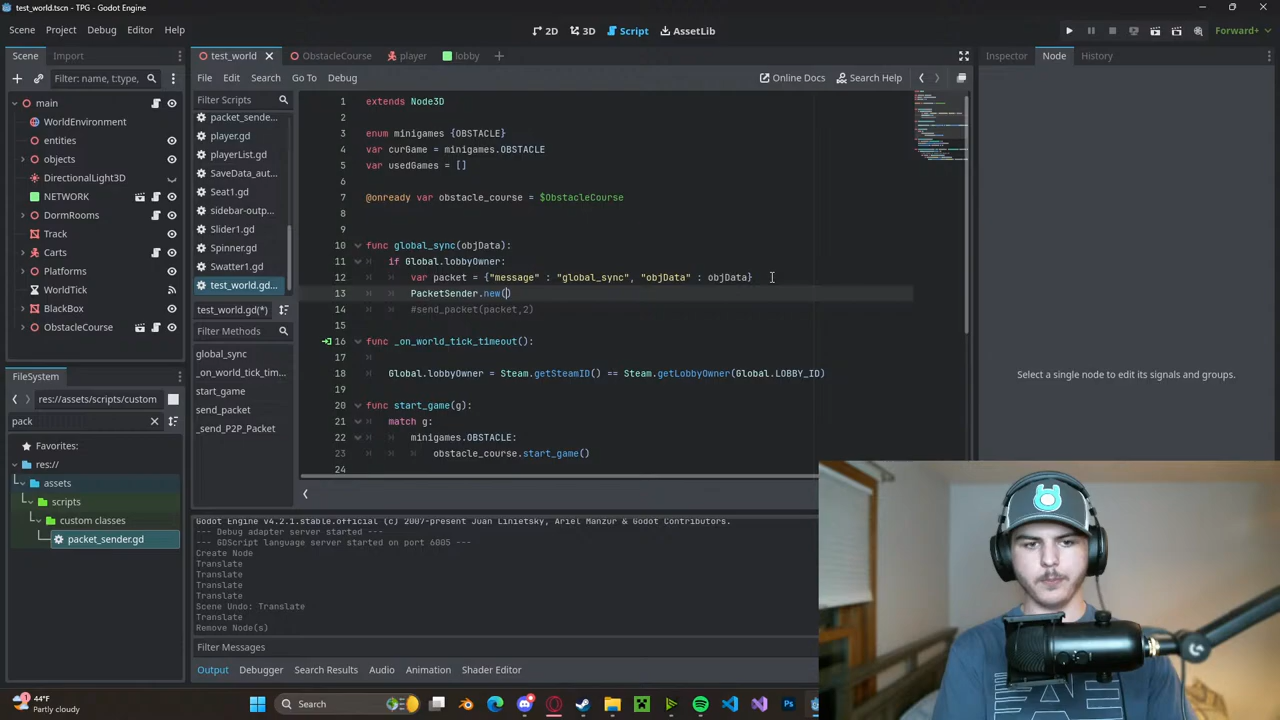 test_world.tscn - TPG - Godot Engine
Scene Project Debug Editor Help
2D 3D Script AssetLib
Forward+
Scene Import
test_world ObstacleCourse player lobby
Inspector Node History
Filter: name, t:type,
File Edit Search Go To Debug
Online Docs Search Help
main
WorldEnvironment
entities
objects
DirectionalLight3D
NETWORK
DormRooms
Track
Carts
Platforms
WorldTick
BlackBox
ObstacleCourse
Filter Scripts
packet_sende...
player.gd
playerList.gd
SaveData_aut...
Seat1.gd
sidebar-outp...
Slider1.gd
Spinner.gd
Swatter1.gd
test_world.gd...
test_world.gd(*)
Filter Methods
global_sync
_on_world_tick_tim...
start_game
send_packet
_send_P2P_Packet
1 extends Node3D
2
3 enum minigames {OBSTACLE}
4 var curGame = minigames.OBSTACLE
5 var usedGames = []
6
7 @onready var obstacle_course = $ObstacleCourse
8
9
10 func global_sync(objData):
11 if Global.lobbyOwner:
12 var packet = {"message" : "global_sync", "objData" : objData}
13 PacketSender.new()
14 #send_packet(packet,2)
15
16 func _on_world_tick_timeout():
17
18 Global.lobbyOwner = Steam.getSteamID() == Steam.getLobbyOwner(Global.LOBBY_ID)
19
20 func start_game(g):
21 match g:
22 minigames.OBSTACLE:
23 obstacle_course.start_game()
24
Select a single node to edit its signals and groups.
FileSystem
res://assets/scripts/custom
pack
Favorites:
res://
assets
scripts
custom classes
packet_sender.gd
Godot Engine v4.2.1.stable.official (c) 2007-present Juan Linietsky, Ariel Manzur & Godot Contributors.
--- Debug adapter server started ---
--- GDScript language server started on port 6005 ---
Create Node
Translate
Translate
Translate
Translate
Scene Undo: Translate
Translate
Remove Node(s)
Filter Messages
Output Debugger Search Results Audio Animation Shader Editor
44°F
Partly cloudy
Search